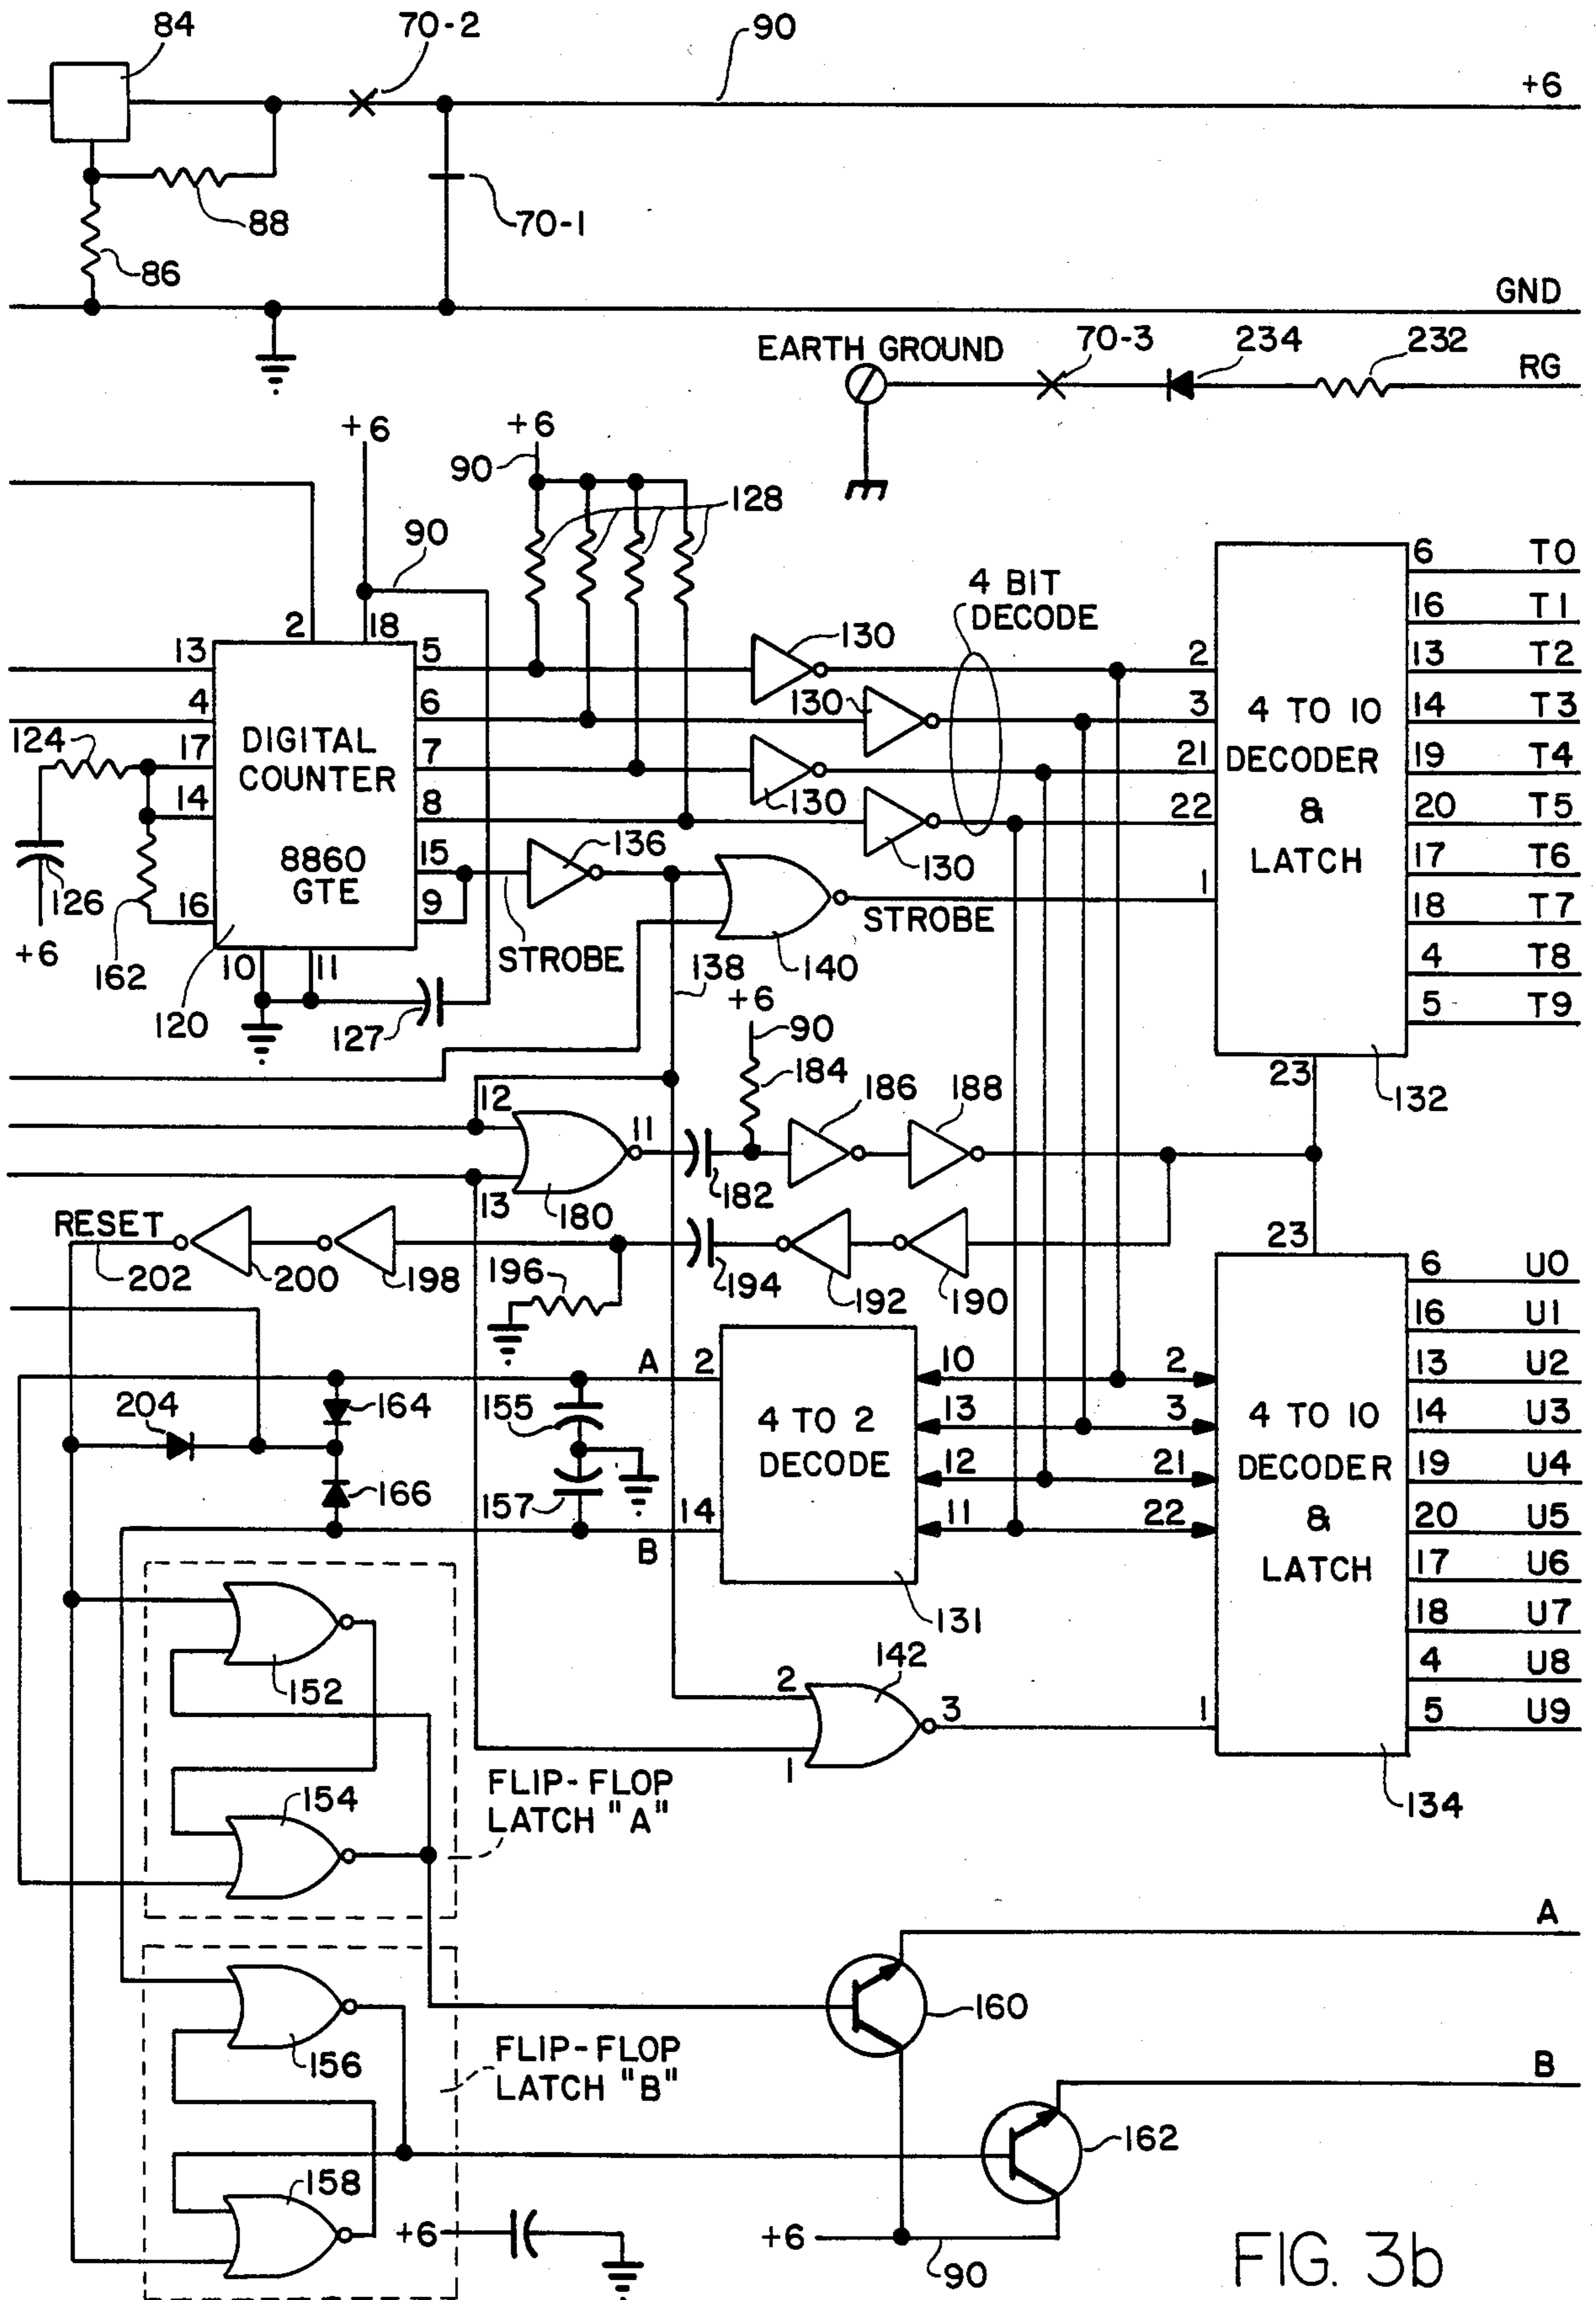 84
70-2
90
+6
88
70-1
86
GND
EARTH GROUND
70-3
234
232
RG
+6
+6
90
128
90
4 BIT
DECODE
2
18
13
4
17
14
16
124
126
+6
162
120
DIGITAL
COUNTER
8860
GTE
10
11
127
5
6
7
8
15
9
130
130
130
130
136
STROBE
138
140
STROBE
2
3
21
22
1
4 TO 10
DECODER
&
LATCH
23
132
6 T0
16 T1
13 T2
14 T3
19 T4
20 T5
17 T6
18 T7
4 T8
5 T9
+6
90
184
12
13
11
180
182
186
188
RESET
202
200
198
196
194
192
190
23
204
164
166
155
157
A
B
2
14
4 TO 2
DECODE
131
10
13
12
11
2
3
21
22
4 TO 10
DECODER
&
LATCH
1
134
6 U0
16 U1
13 U2
14 U3
19 U4
20 U5
17 U6
18 U7
4 U8
5 U9
2
1
142
3
152
154
FLIP-FLOP
LATCH "A"
156
FLIP-FLOP
LATCH "B"
158
+6
A
160
B
162
+6
90
FIG. 3b